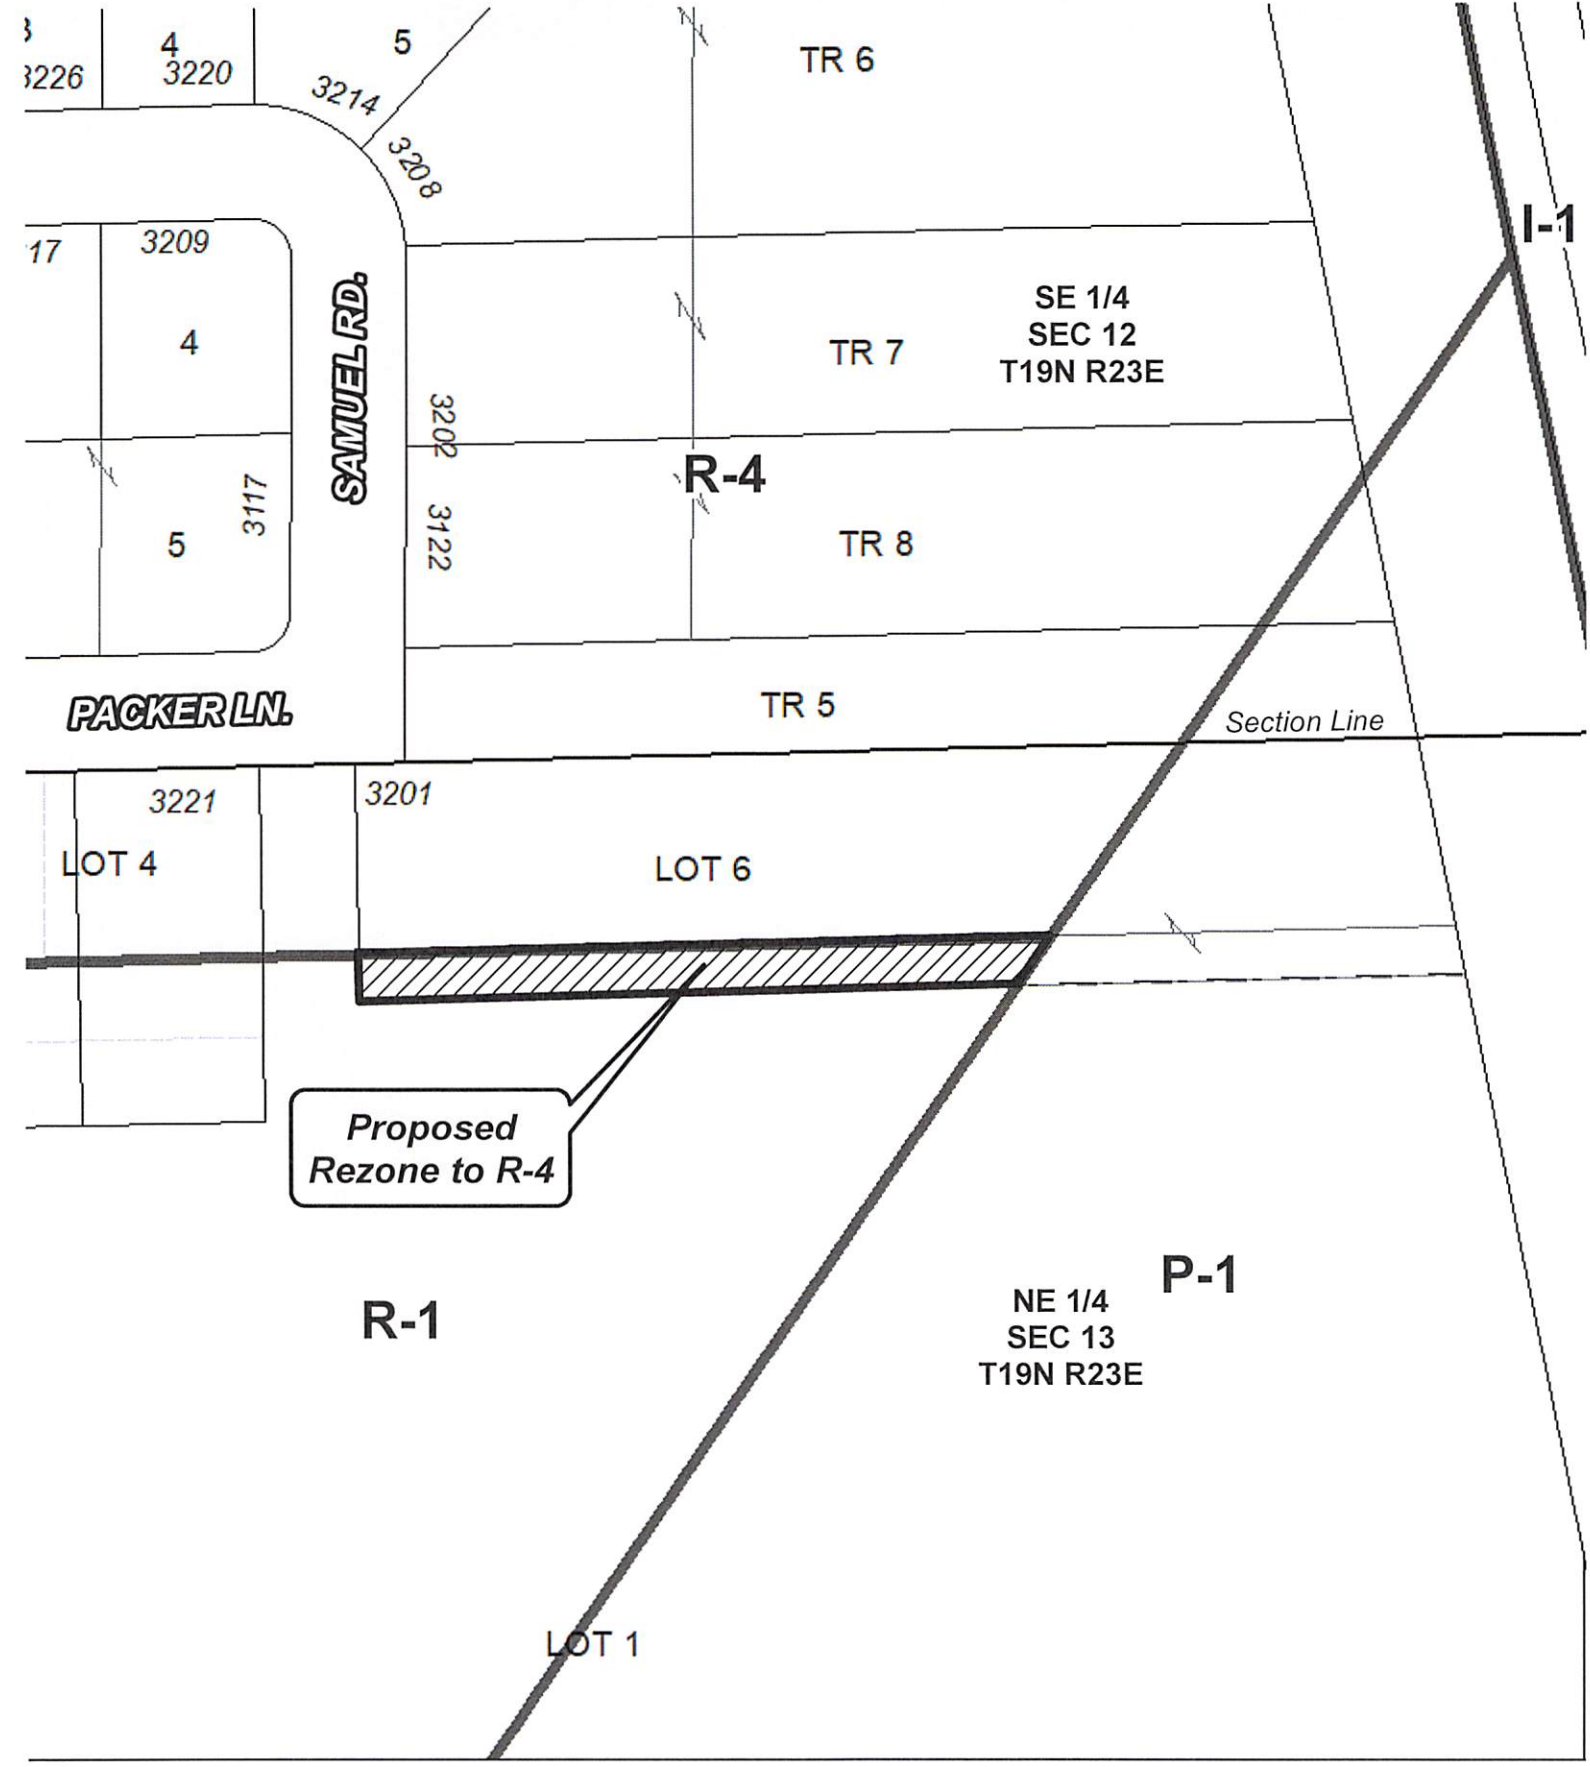 4
5
TR 6
3220
3214
3208
I-1
17
3209
SE 1/4
SEC 12
T19N R23E
4
SAMUEL RD.
TR 7
3202
R-4
3117
3122
5
TR 8
PACKER LN.
TR 5
Section Line
3221
3201
LOT 4
LOT 6
Proposed
Rezone to R-4
P-1
R-1
NE 1/4
SEC 13
T19N R23E
LOT 1